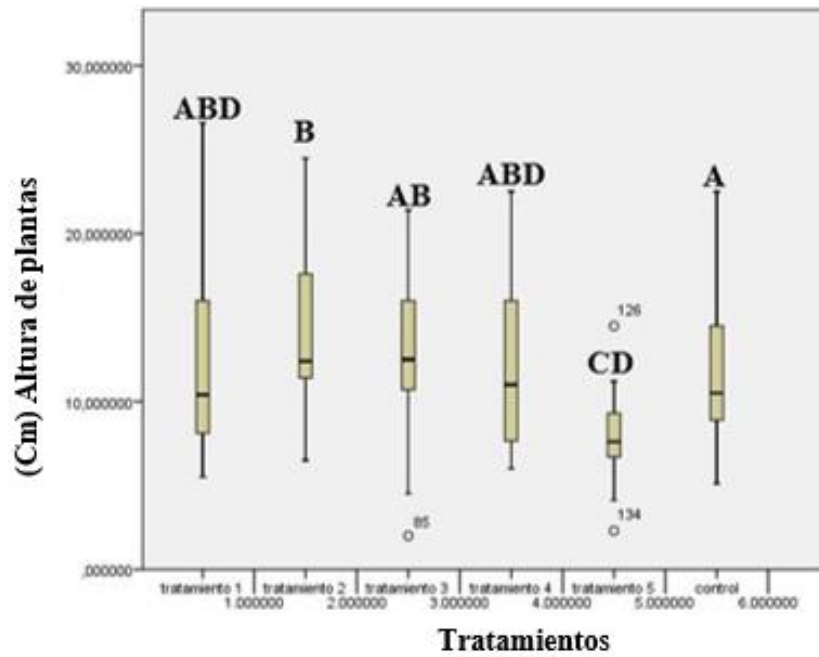 30,000000
ABD
B
AB
ABD
A
20,000000
126
CD
10,000000
134
85
,000000
(Cm) Altura de plantas
tratamiento 1
tratamiento 2
tratamiento 3
tratamiento 4
tratamiento 5
control
1.000000
2.000000
3.000000
4.000000
5.000000
6.000000
Tratamientos